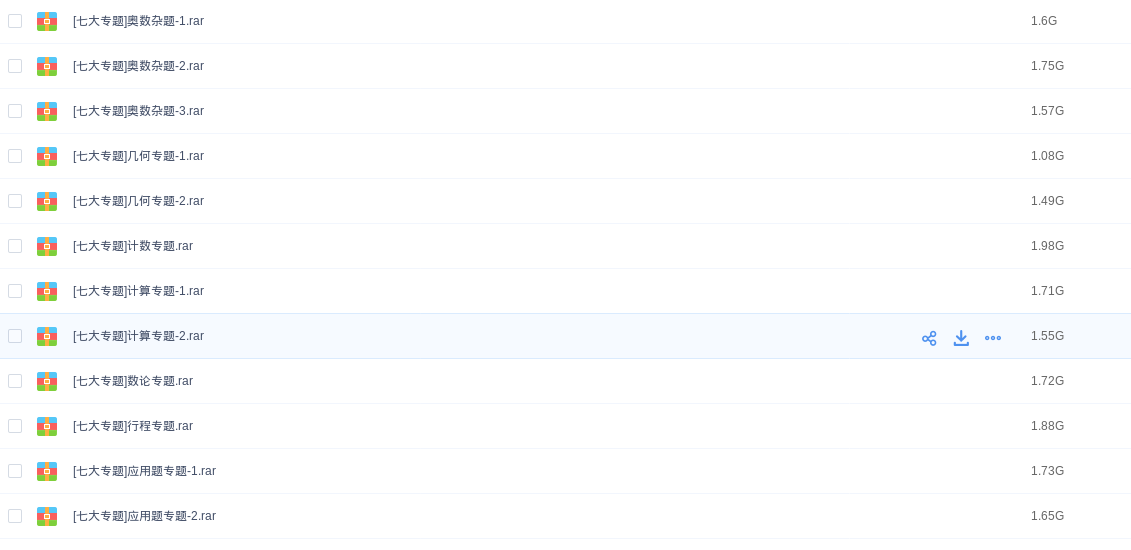 [七大专题]奥数杂题-1.rar 1.6G
[七大专题]奥数杂题-2.rar 1.75G
[七大专题]奥数杂题-3.rar 1.57G
[七大专题]几何专题-1.rar 1.08G
[七大专题]几何专题-2.rar 1.49G
[七大专题]计数专题.rar 1.98G
[七大专题]计算专题-1.rar 1.71G
[七大专题]计算专题-2.rar 1.55G
[七大专题]数论专题.rar 1.72G
[七大专题]行程专题.rar 1.88G
[七大专题]应用题专题-1.rar 1.73G
[七大专题]应用题专题-2.rar 1.65G